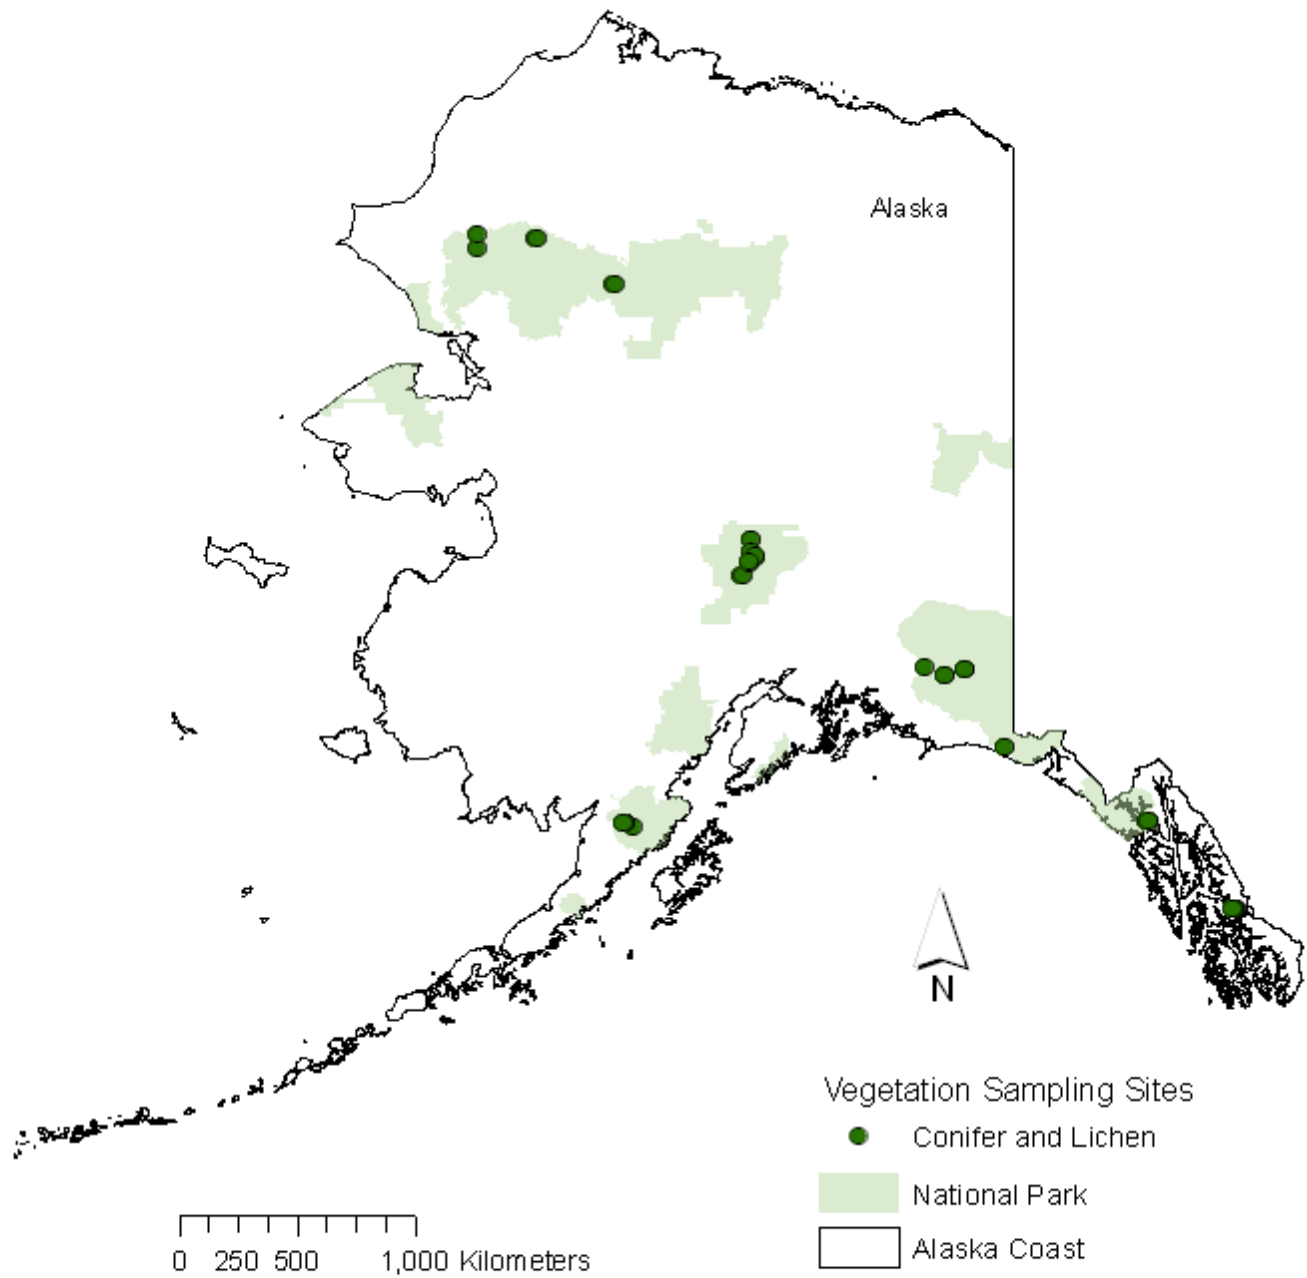 Alaska
N
Vegetation Sampling Sites
Conifer and Lichen
National Park
Alaska Coast
0 250 500 1,000 Kilometers